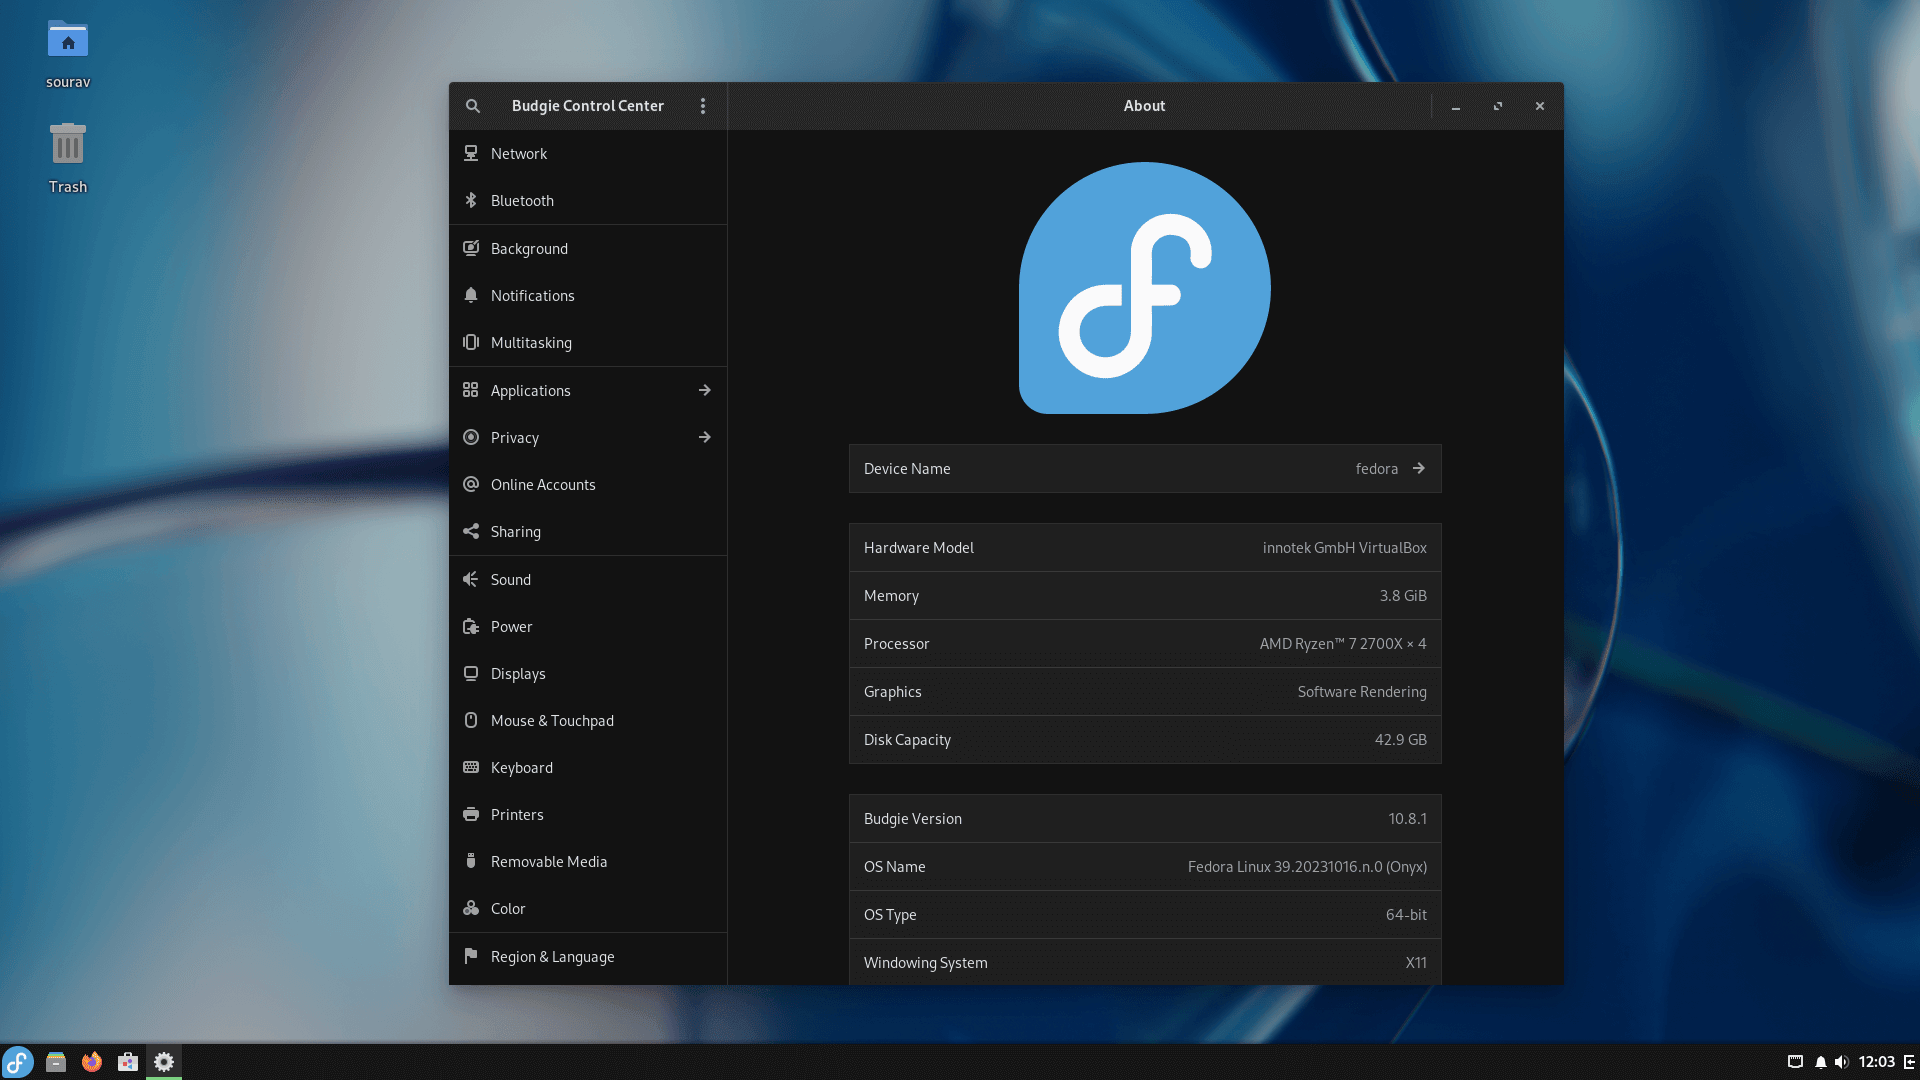 sourav
Trash
Budgie Control Center
About
Network
Bluetooth
Background
Notifications
Multitasking
Applications
Privacy
Online Accounts
Sharing
Sound
Power
Displays
Mouse & Touchpad
Keyboard
Printers
Removable Media
Color
Region & Language
Device Name fedora
Hardware Model innotek GmbH VirtualBox
Memory 3.8 GiB
Processor AMD Ryzen™ 7 2700X × 4
Graphics Software Rendering
Disk Capacity 42.9 GB
Budgie Version 10.8.1
OS Name Fedora Linux 39.20231016.n.0 (Onyx)
OS Type 64-bit
Windowing System X11
12:03